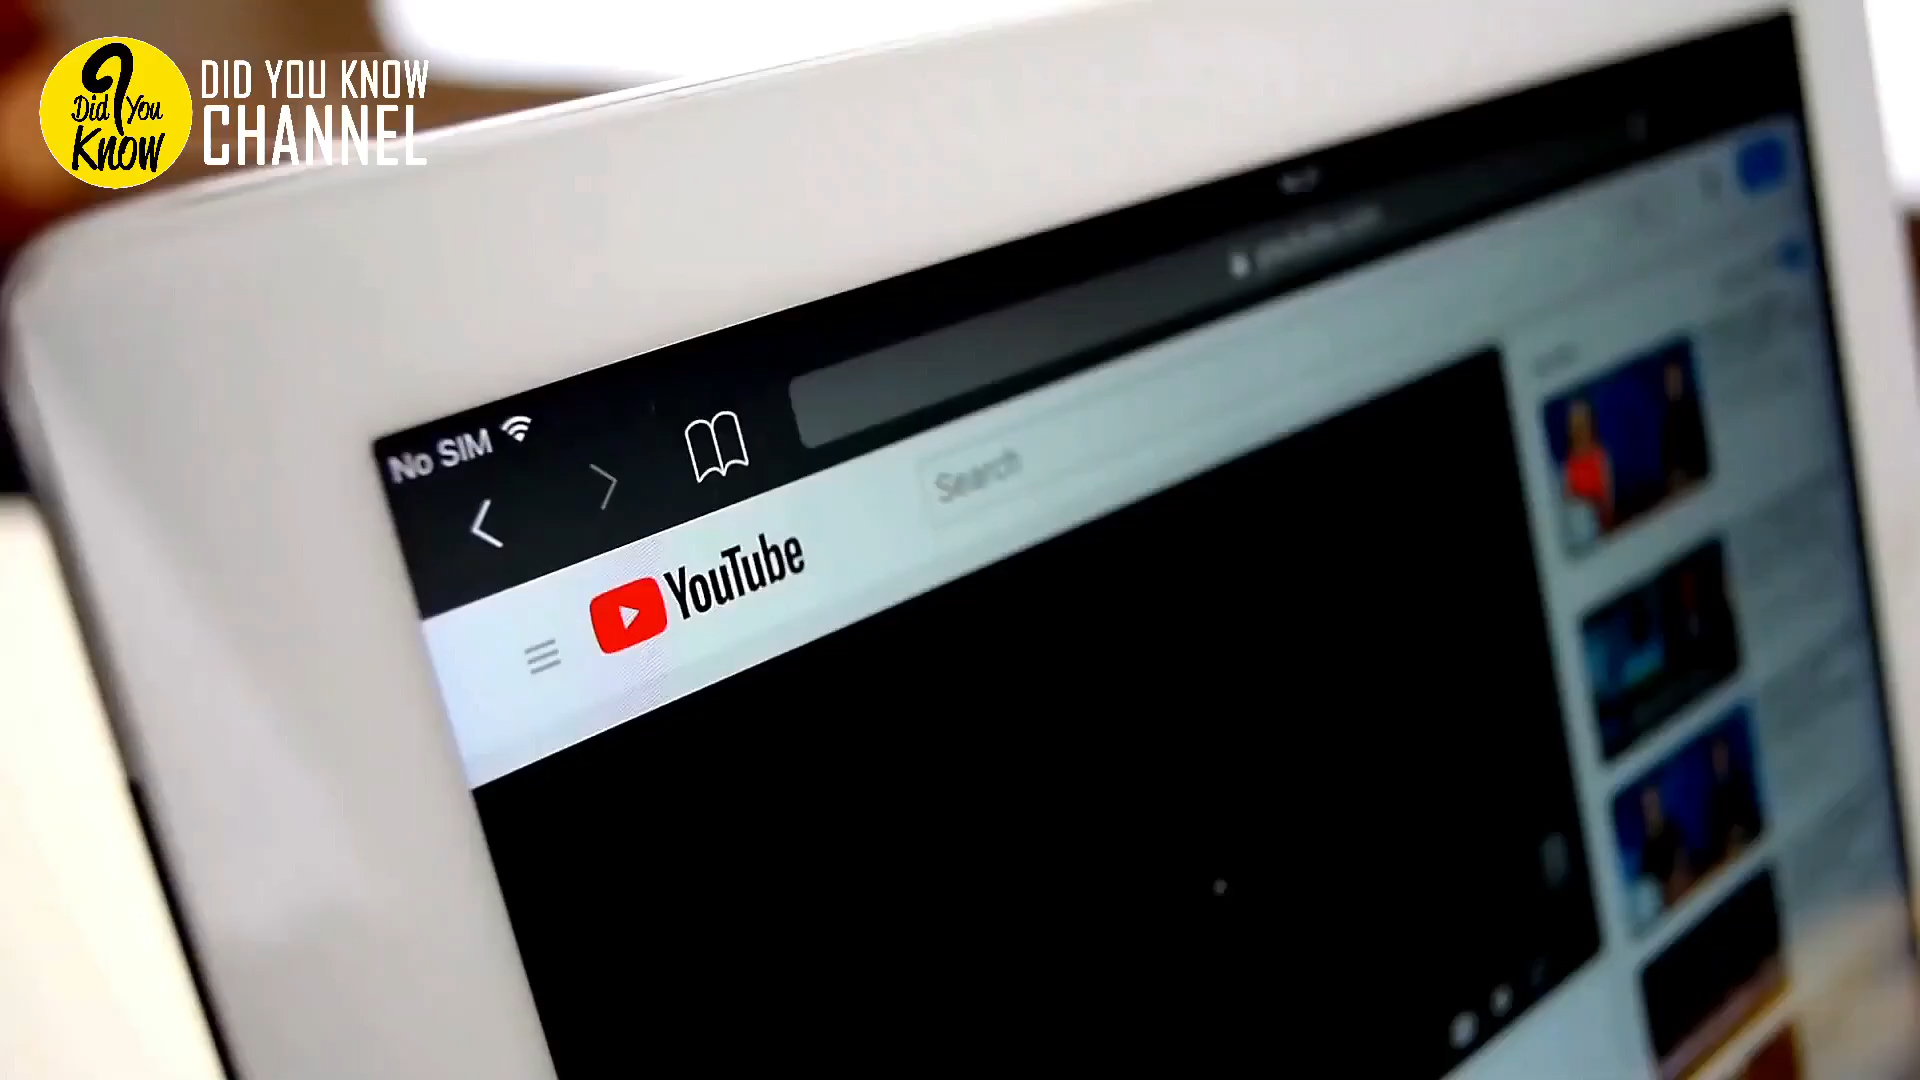 Did You
Know
DID YOU KNOW
CHANNEL
No SIM
Search
YouTube